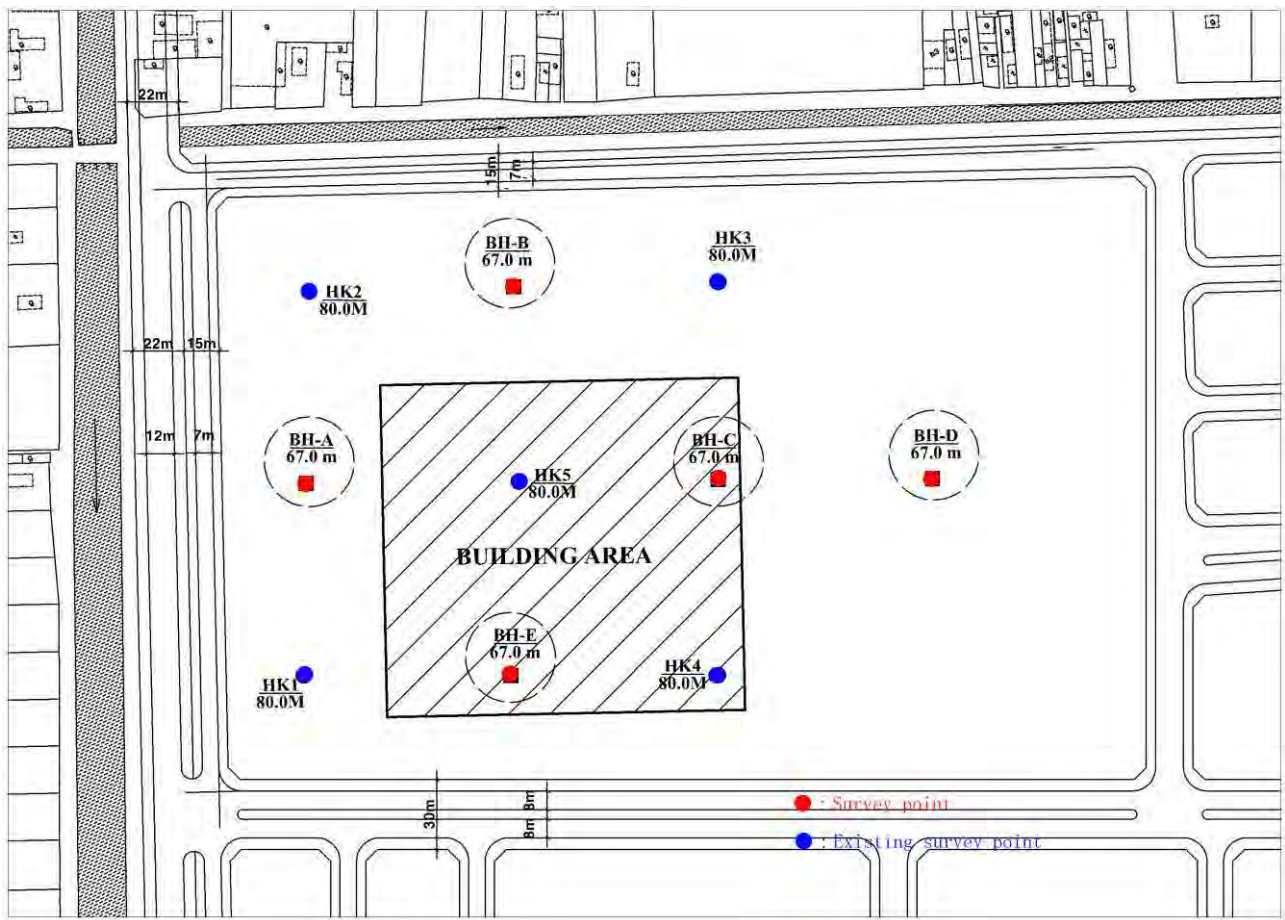 22m
15m
7m
BH-B
67.0 m
HK3
80.0M
HK2
80.0M
22m
15m
12m
7m
BH-A
67.0 m
BH-C
67.0 m
BH-D
67.0 m
HK5
80.0M
BUILDING AREA
BH-E
67.0 m
HK1
80.0M
HK4
80.0M
30m
8m
8m
: Survey point
: Existing survey point